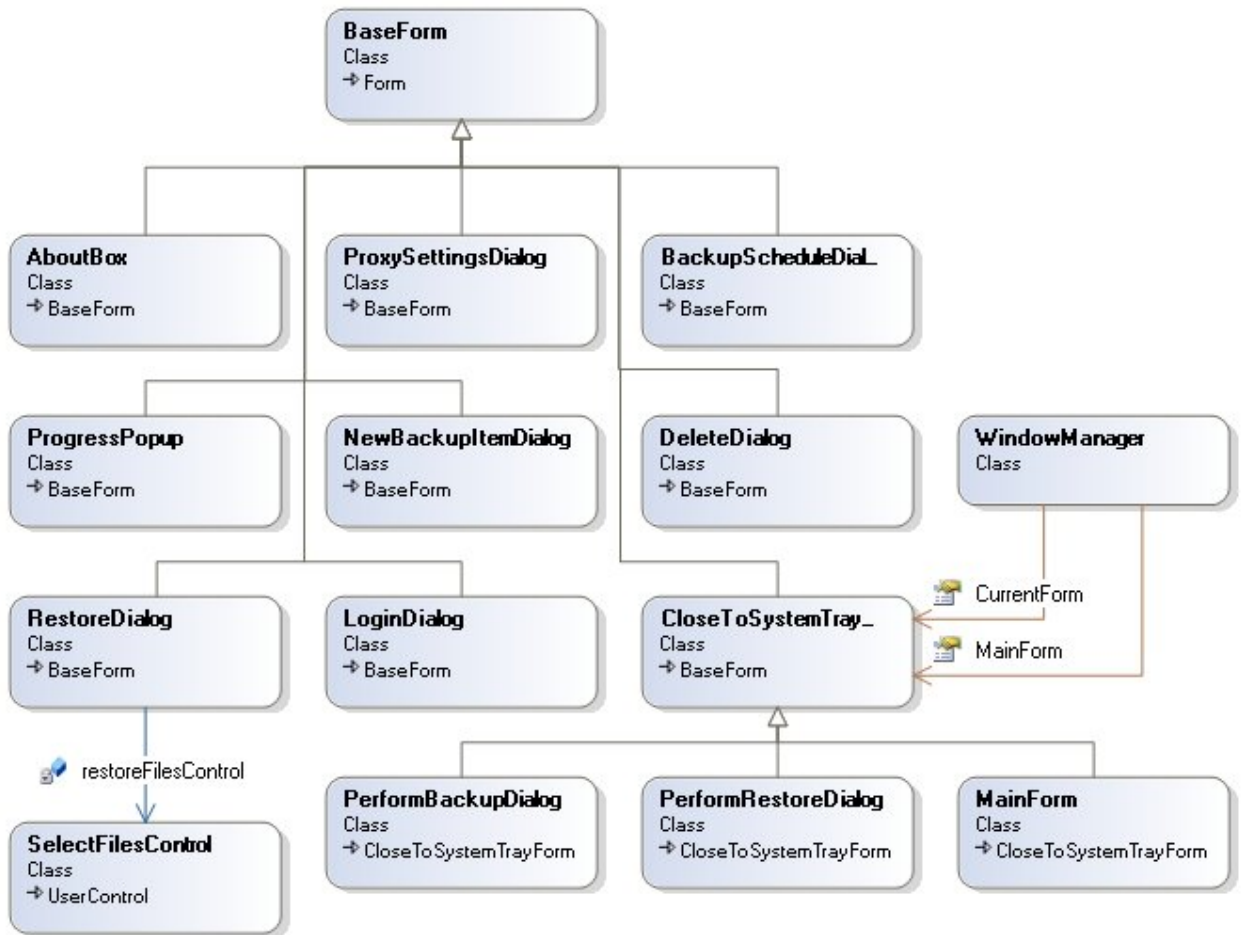 BaseForm
Class
Form
AboutBox
Class
BaseForm
ProxySettingsDialog
Class
BaseForm
BackupScheduleDial...
Class
BaseForm
ProgressPopup
Class
BaseForm
NewBackupItemDialog
Class
BaseForm
DeleteDialog
Class
BaseForm
WindowManager
Class
CurrentForm
MainForm
RestoreDialog
Class
BaseForm
LoginDialog
Class
BaseForm
CloseToSystemTray...
Class
BaseForm
restoreFilesControl
SelectFilesControl
Class
UserControl
PerformBackupDialog
Class
CloseToSystemTrayForm
PerformRestoreDialog
Class
CloseToSystemTrayForm
MainForm
Class
CloseToSystemTrayForm